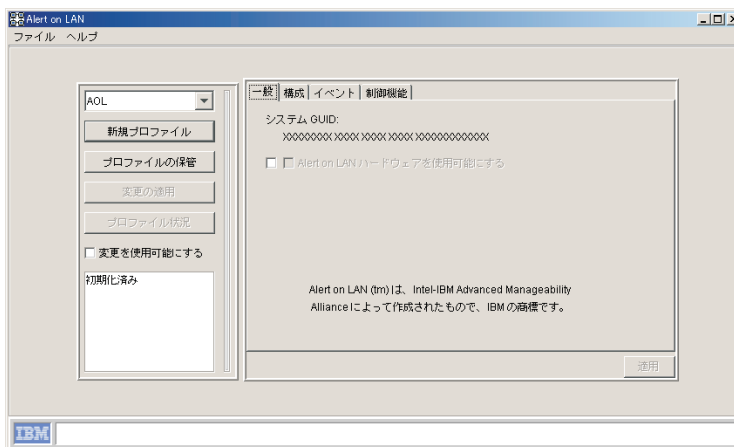 Alert on LAN
ファイル ヘルプ
AOL
新規プロファイル
プロファイルの保管
変更の適用
プロファイル状況
変更を使用可能にする
初期化済み
一般 構成 イベント 制御機能
システム GUID:
XXXXXXXX XXXX XXXX XXXX XXXXXXXXXXXX
Alert on LAN ハードウェアを使用可能にする
Alert on LAN (tm) は、Intel-IBM Advanced Manageability
Alliance によって作成されたもので、IBM の商標です。
適用
IBM